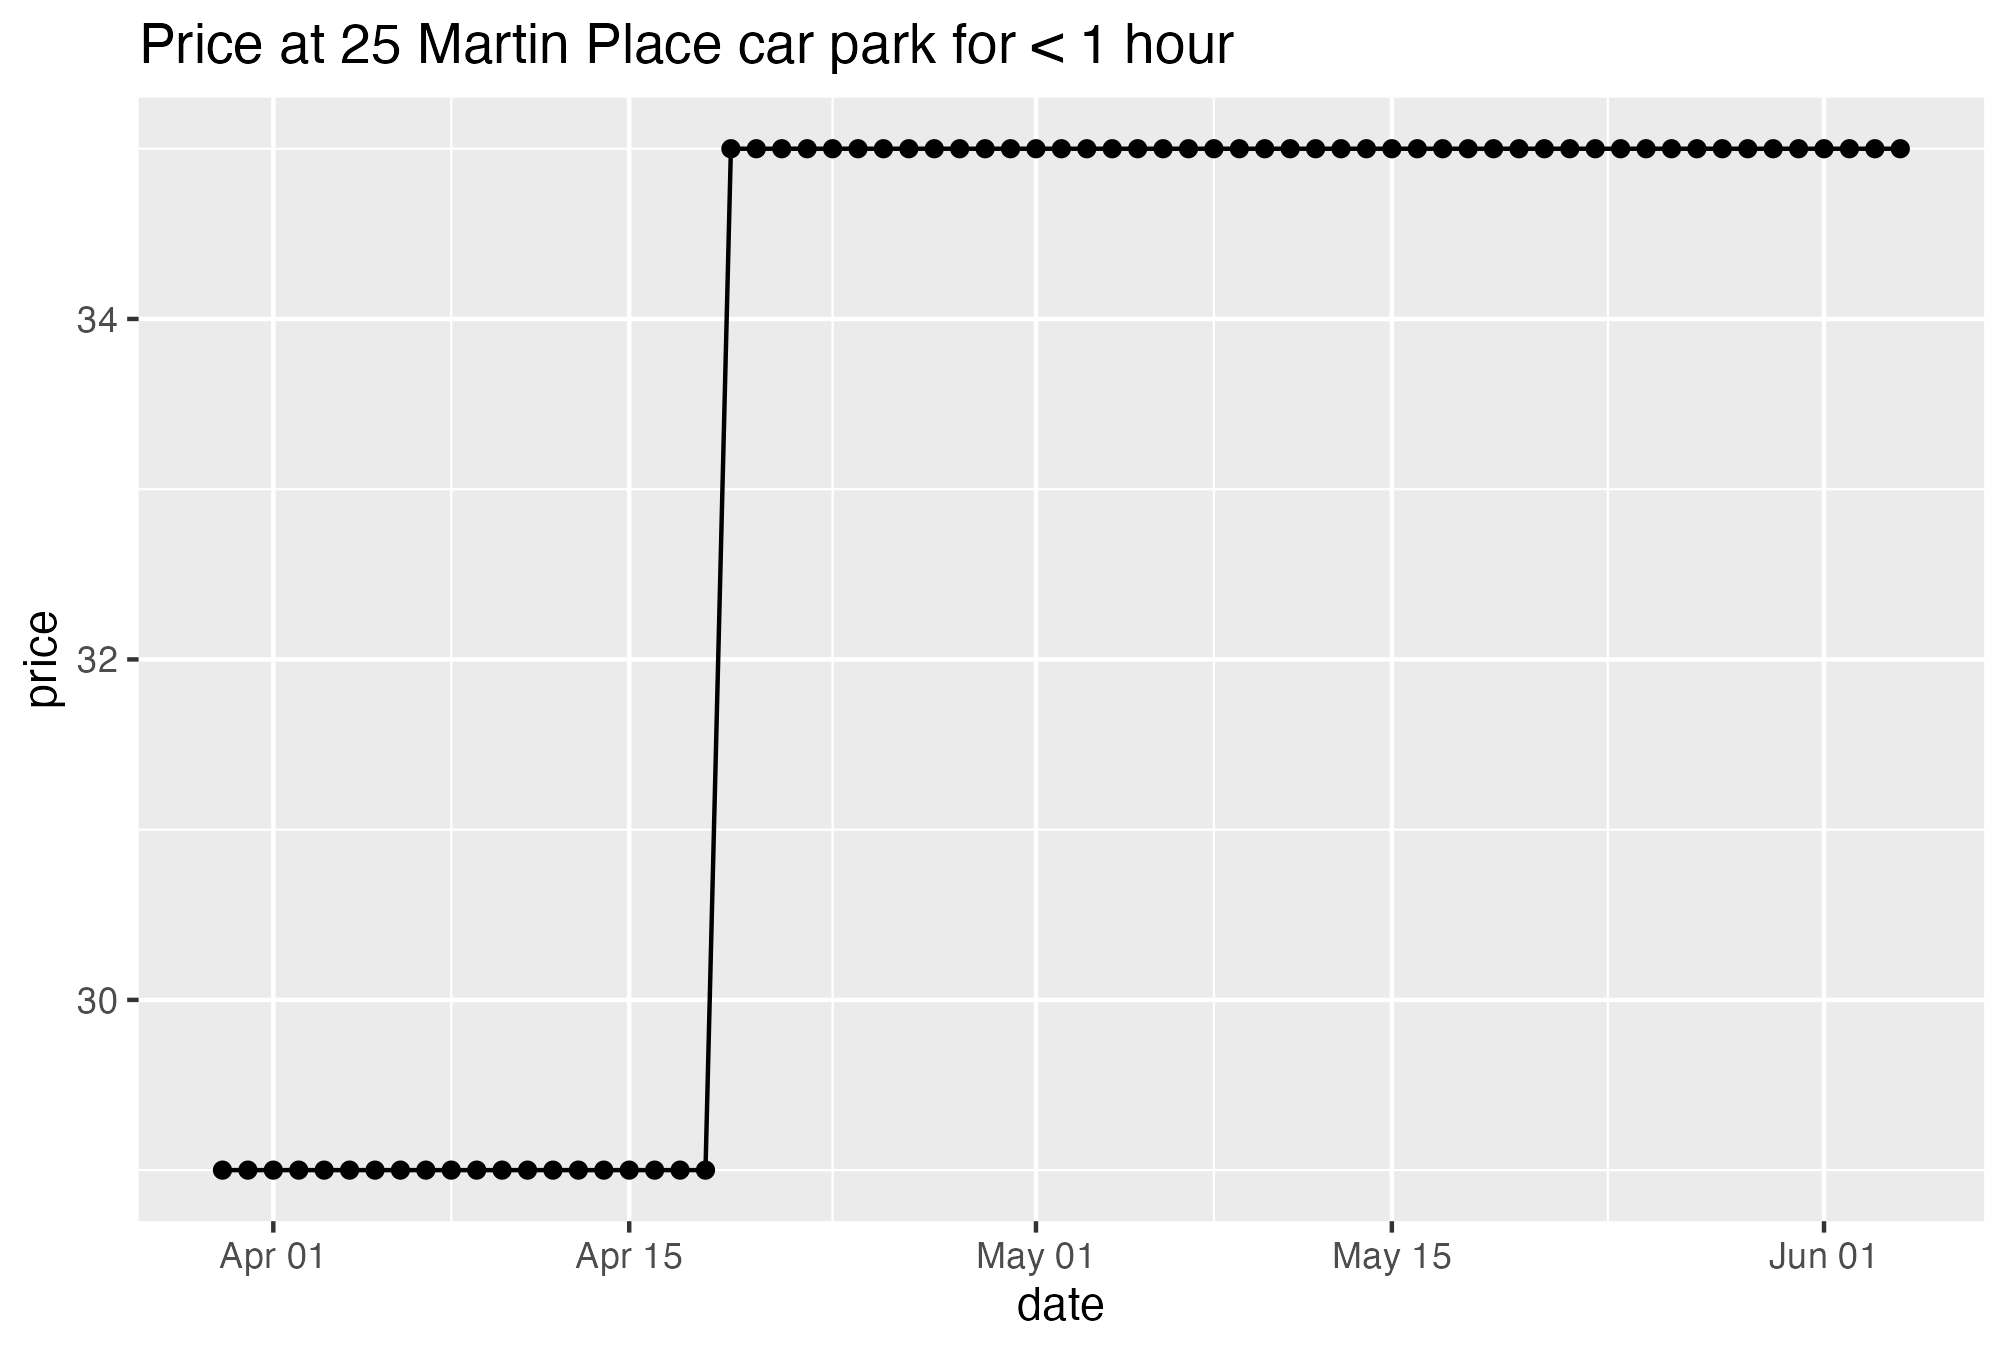 Price at 25 Martin Place car park for < 1 hour
price
34
32
30
Apr 01
Apr 15
May 01
May 15
Jun 01
date